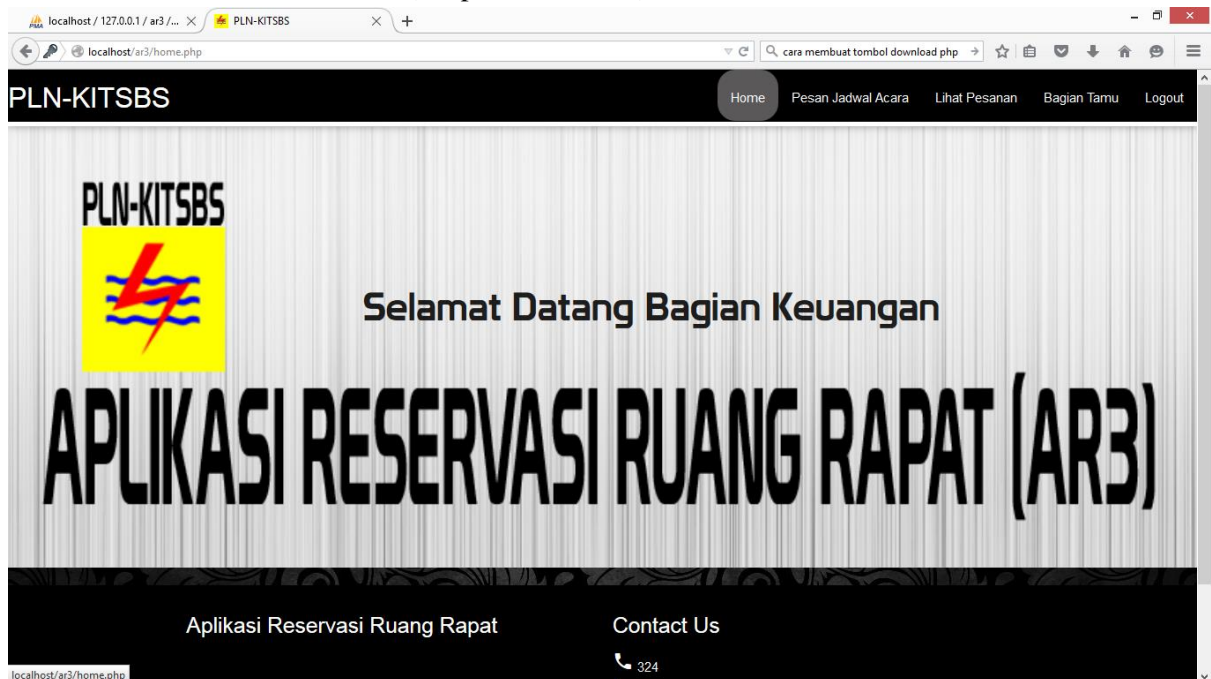 localhost / 127.0.0.1 / ar3 /...
PLN-KITSBS
localhost/ar3/home.php
cara membuat tombol download php
PLN-KITSBS
Home
Pesan Jadwal Acara
Lihat Pesanan
Bagian Tamu
Logout
PLN-KITSBS
Selamat Datang Bagian Keuangan
APLIKASI RESERVASI RUANG RAPAT (AR3)
Aplikasi Reservasi Ruang Rapat
Contact Us
324
localhost/ar3/home.php